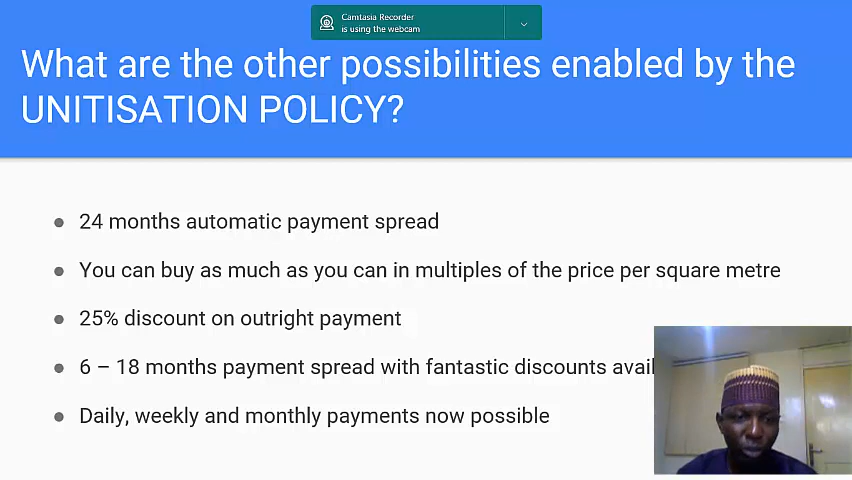 Camtasia Recorder
is using the webcam
What are the other possibilities enabled by the
UNITISATION POLICY?
24 months automatic payment spread
You can buy as much as you can in multiples of the price per square metre
25% discount on outright payment
6 – 18 months payment spread with fantastic discounts avail
Daily, weekly and monthly payments now possible